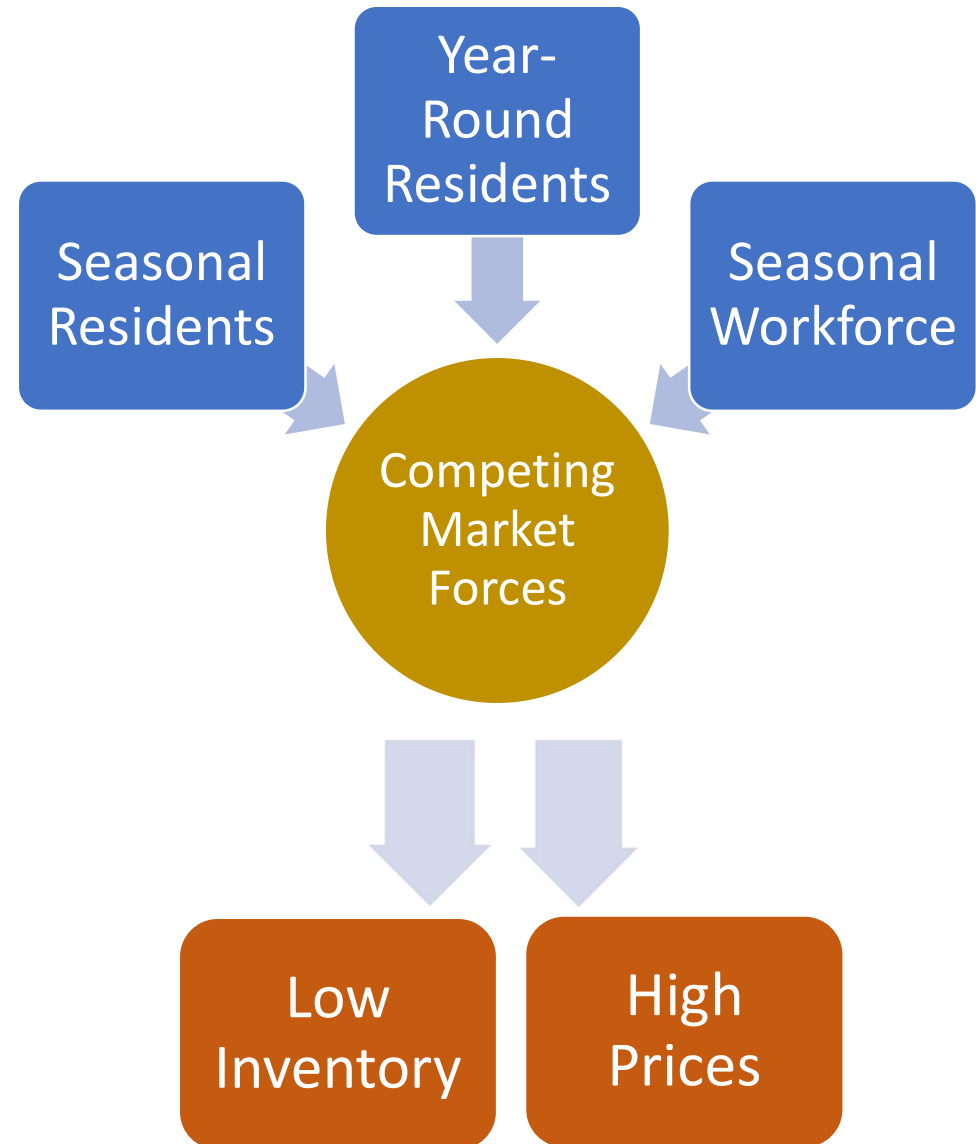 Year-
Round
Residents
Seasonal
Residents
Seasonal
Workforce
Competing
Market
Forces
Low
Inventory
High
Prices